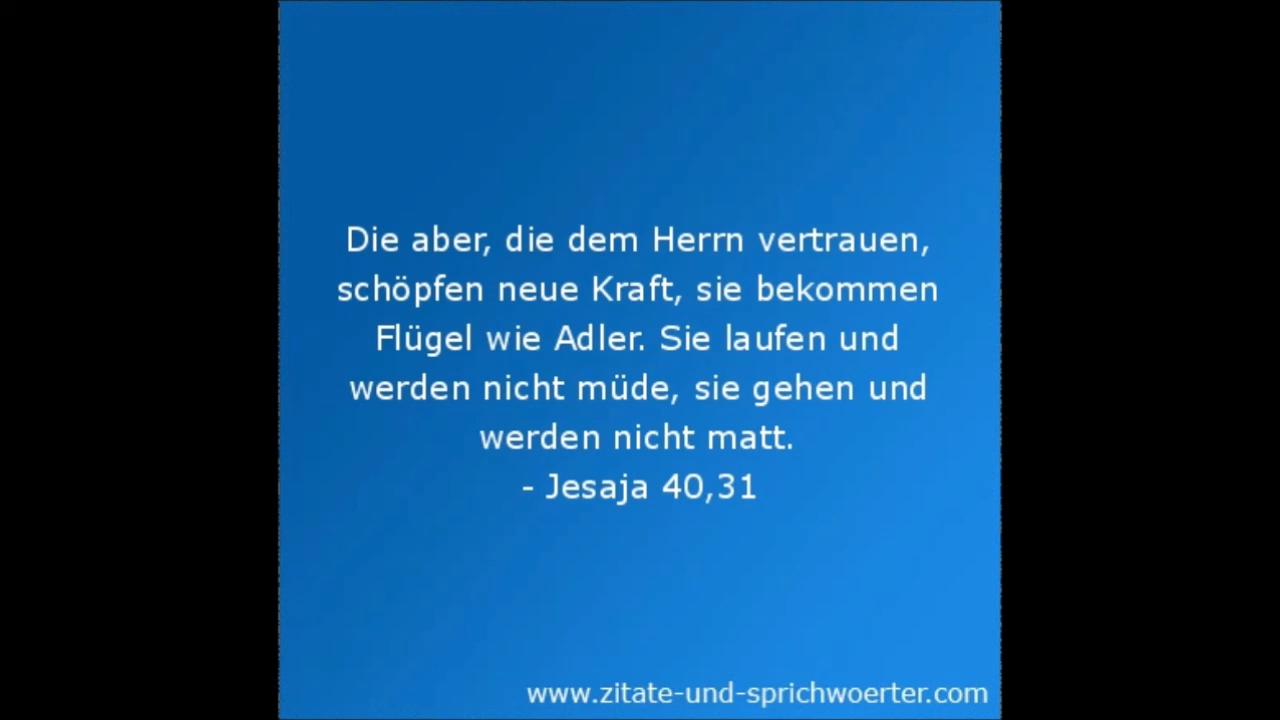 Die aber, die dem Herrn vertrauen,
schöpfen neue Kraft, sie bekommen
Flügel wie Adler. Sie laufen und
werden nicht müde, sie gehen und
werden nicht matt.
- Jesaja 40,31
www.zitate-und-sprichwoerter.com